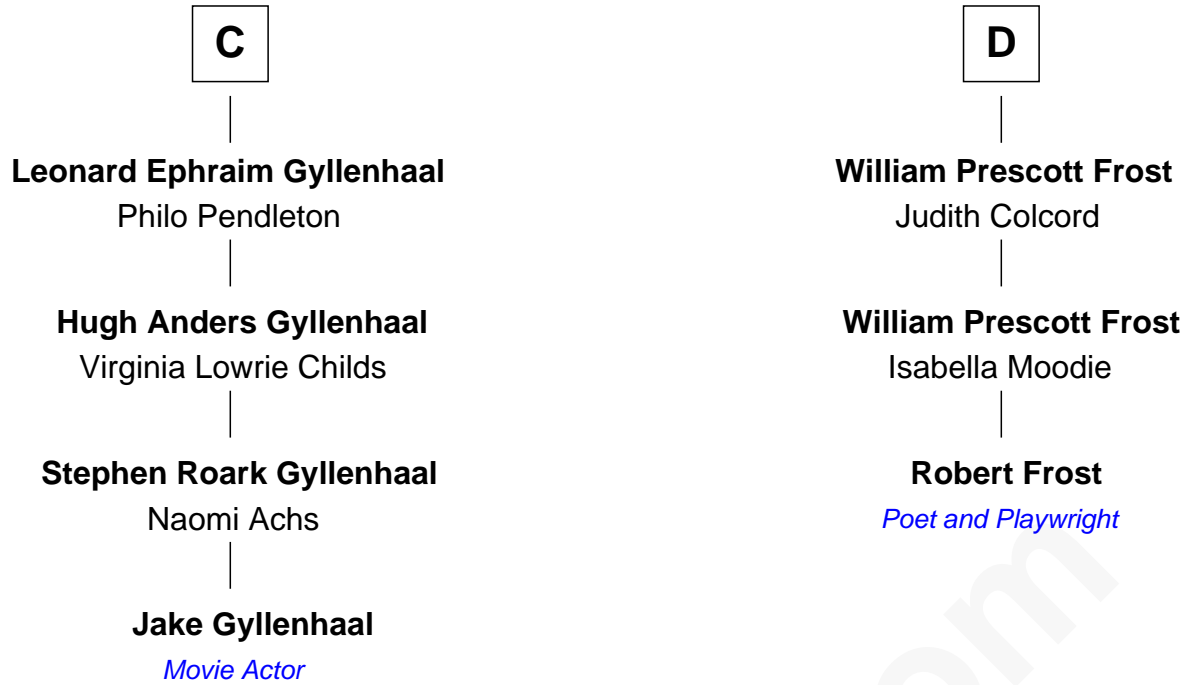 C
Leonard Ephraim Gyllenhaal
Philo Pendleton
Hugh Anders Gyllenhaal
Virginia Lowrie Childs
Stephen Roark Gyllenhaal
Naomi Achs
Jake Gyllenhaal
Movie Actor
D
William Prescott Frost
Judith Colcord
William Prescott Frost
Isabella Moodie
Robert Frost
Poet and Playwright
om